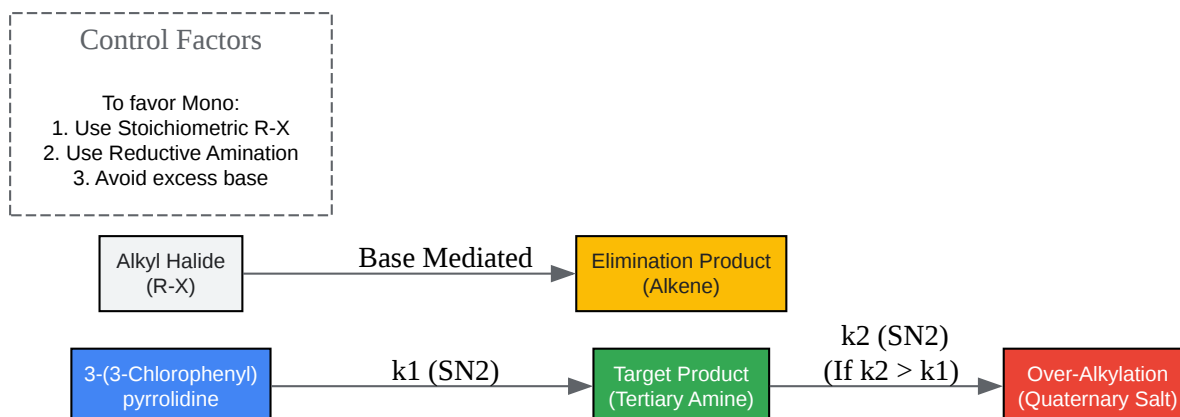 Control Factors
To favor Mono:
1. Use Stoichiometric R-X
2. Use Reductive Amination
3. Avoid excess base
Alkyl Halide
(R-X)
Base Mediated
Elimination Product
(Alkene)
3-(3-Chlorophenyl)
pyrrolidine
k1 (SN2)
Target Product
(Tertiary Amine)
k2 (SN2)
(If k2 > k1)
Over-Alkylation
(Quaternary Salt)